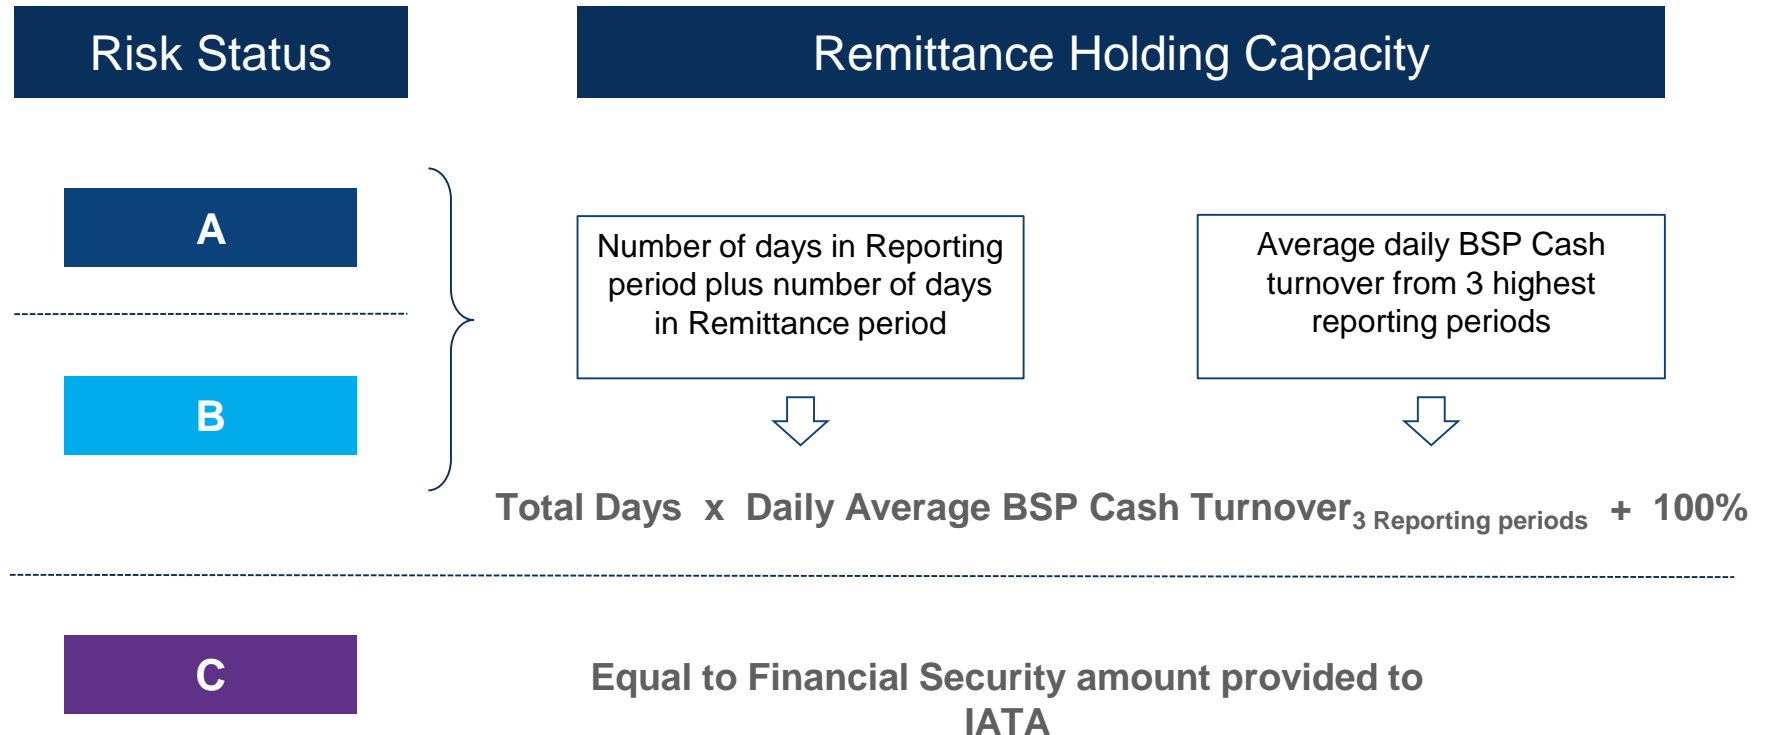 Risk Status
Remittance Holding Capacity
A
B
Number of days in Reporting
period plus number of days
in Remittance period
Average daily BSP Cash
turnover from 3 highest
reporting periods
Total Days x Daily Average BSP Cash Turnover3 Reporting periods + 100%
C
Equal to Financial Security amount provided to
IATA